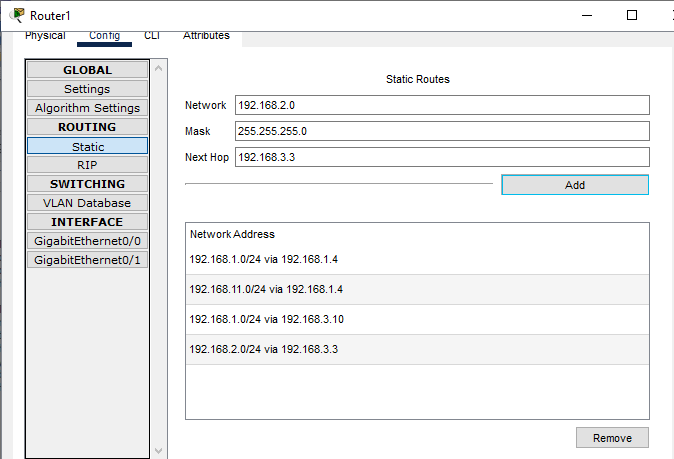 Router1
Physical Config CLI Attributes
GLOBAL
Settings
Algorithm Settings
ROUTING
Static
RIP
SWITCHING
VLAN Database
INTERFACE
GigabitEthernet0/0
GigabitEthernet0/1
Static Routes
Network 192.168.2.0
Mask 255.255.255.0
Next Hop 192.168.3.3
Add
Network Address
192.168.1.0/24 via 192.168.1.4
192.168.11.0/24 via 192.168.1.4
192.168.1.0/24 via 192.168.3.10
192.168.2.0/24 via 192.168.3.3
Remove